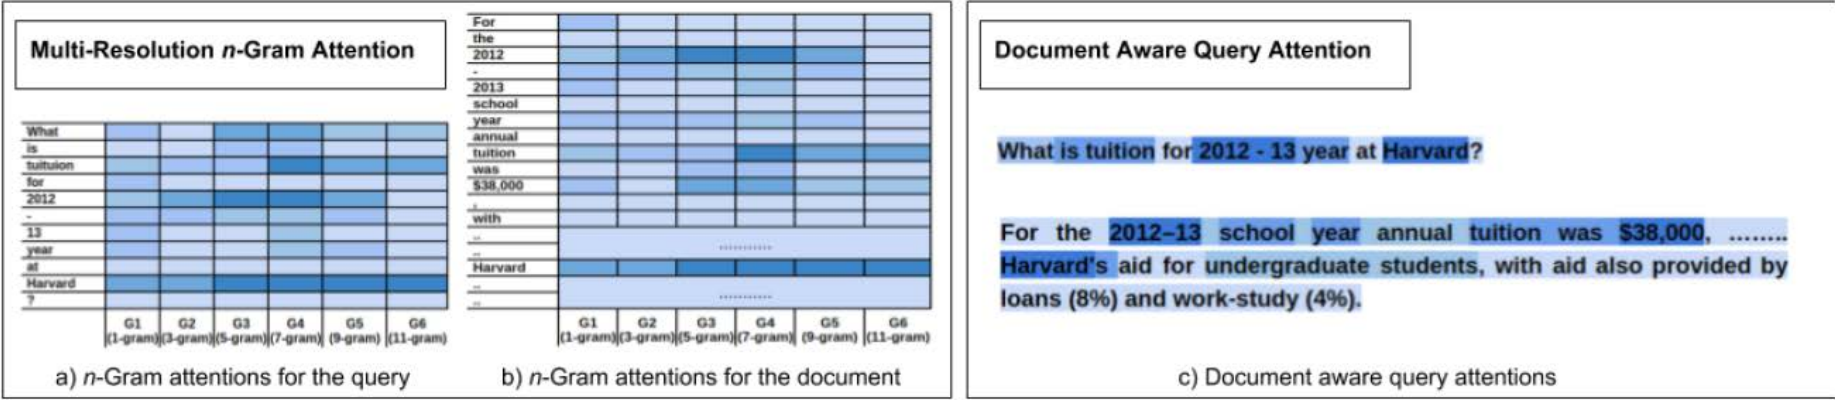 Multi-Resolution n-Gram Attention
What
is
tuituion
for
2012
-
13
year
at
Harvard
?
G1 G2 G3 G4 G5 G6
(1-gram) (3-gram) (5-gram) (7-gram) (9-gram) (11-gram)
a) n-Gram attentions for the query
For
the
2012
-
2013
school
year
annual
tuition
was
$38,000
,
with
..
...........
..
Harvard
..
...........
..
G1 G2 G3 G4 G5 G6
(1-gram) (3-gram) (5-gram) (7-gram) (9-gram) (11-gram)
b) n-Gram attentions for the document
Document Aware Query Attention
What is tuition for 2012 - 13 year at Harvard?
For the 2012–13 school year annual tuition was $38,000, ........
Harvard's aid for undergraduate students, with aid also provided by
loans (8%) and work-study (4%).
c) Document aware query attentions